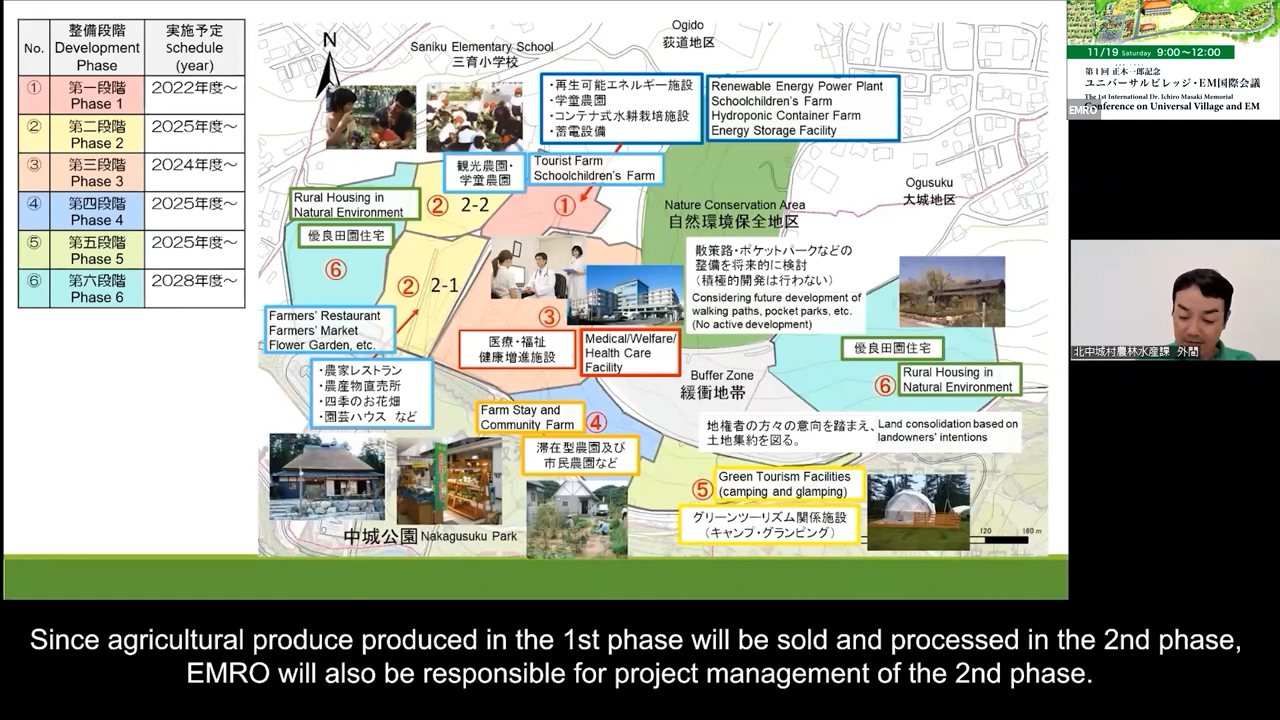 No.
整備段階
Development
Phase
実施予定
schedule
(year)
①
第一段階
Phase 1
2022年度～
②
第二段階
Phase 2
2025年度～
③
第三段階
Phase 3
2024年度～
④
第四段階
Phase 4
2025年度～
⑤
第五段階
Phase 5
2025年度～
⑥
第六段階
Phase 6
2028年度～
N
Saniku Elementary School
三育小学校
Ogido
荻道地区
・再生可能エネルギー施設
・学童農園
・コンテナ式水耕栽培施設
・蓄電設備
Renewable Energy Power Plant
Schoolchildren's Farm
Hydroponic Container Farm
Energy Storage Facility
観光農園・
学童農園
Tourist Farm
Schoolchildren's Farm
Rural Housing in
Natural Environment
優良田園住宅
② 2-2
①
Nature Conservation Area
自然環境保全地区
Ogusuku
大城地区
散策路・ポケットパークなどの
整備を将来的に検討
（積極的開発は行わない）
Considering future development of
walking paths, pocket parks, etc.
(No active development)
⑥
② 2-1
③
Farmers' Restaurant
Farmers' Market
Flower Garden, etc.
・農家レストラン
・農産物直売所
・四季のお花畑
・園芸ハウス など
医療・福祉
健康増進施設
Medical/Welfare/
Health Care
Facility
Buffer Zone
緩衝地帯
優良田園住宅
⑥
Rural Housing in
Natural Environment
Farm Stay and
Community Farm
④
滞在型農園及び
市民農園など
地権者の方々の意向を踏まえ、
土地集約を図る。
Land consolidation based on
landowners' intentions
⑤
Green Tourism Facilities
(camping and glamping)
グリーンツーリズム関係施設
（キャンプ・グランピング）
中城公園 Nakagusuku Park
120 160 m
11/19 Saturday 9:00～12:00
第1回 正木一郎記念
ユニバーサルビレッジ・EM国際会議
The 1st International Dr. Ichiro Masaki Memorial
Conference on Universal Village and EM
EMRO
北中城村農林水産課 外間
Since agricultural produce produced in the 1st phase will be sold and processed in the 2nd phase,
EMRO will also be responsible for project management of the 2nd phase.